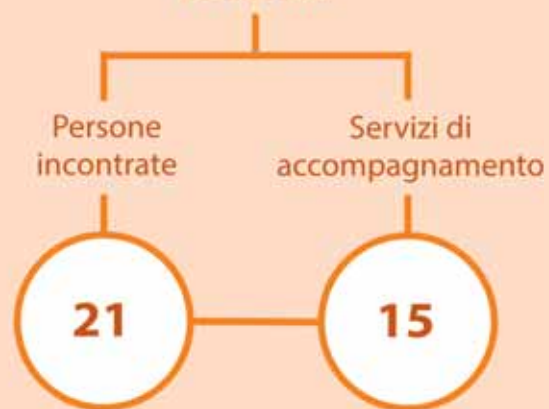 Persone
incontrate
21
Servizi di
accompagnamento
15